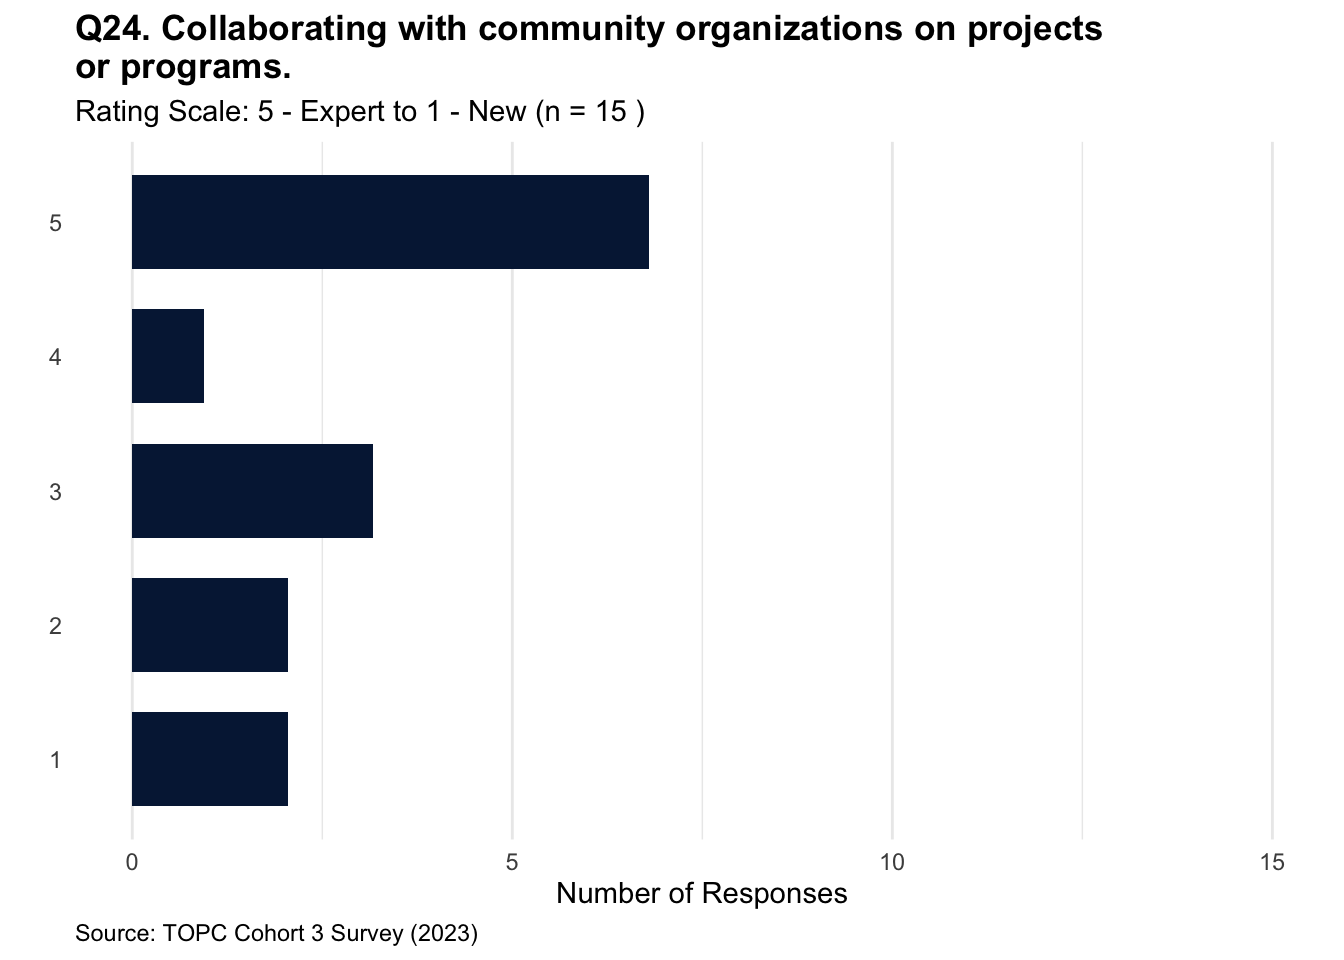 Q24. Collaborating with community organizations on projects
or programs.
Rating Scale: 5 - Expert to 1 - New (n = 15 )
5
4
3
2
1
0 5 10 15
Number of Responses
Source: TOPC Cohort 3 Survey (2023)